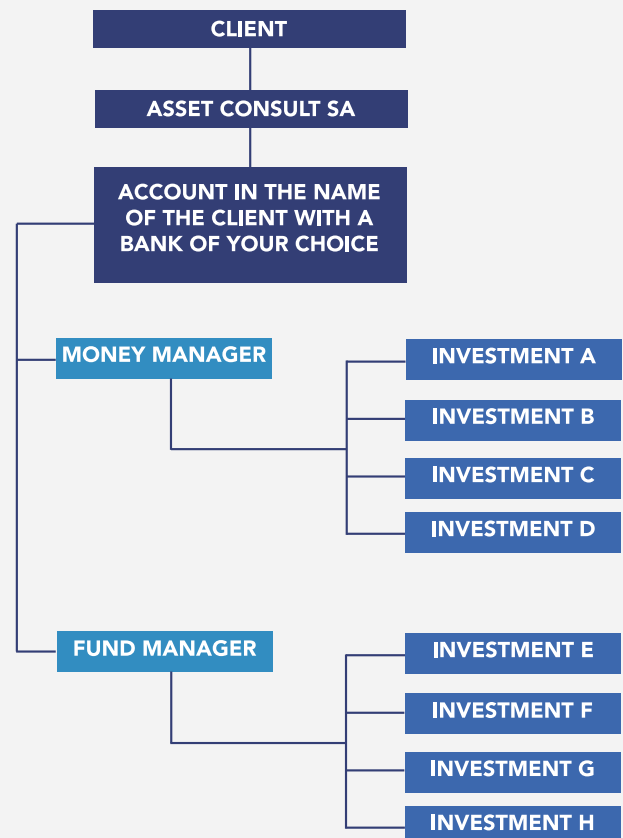 CLIENT
ASSET CONSULT SA
ACCOUNT IN THE NAME
OF THE CLIENT WITH A
BANK OF YOUR CHOICE
MONEY MANAGER
INVESTMENT A
INVESTMENT B
INVESTMENT C
INVESTMENT D
FUND MANAGER
INVESTMENT E
INVESTMENT F
INVESTMENT G
INVESTMENT H